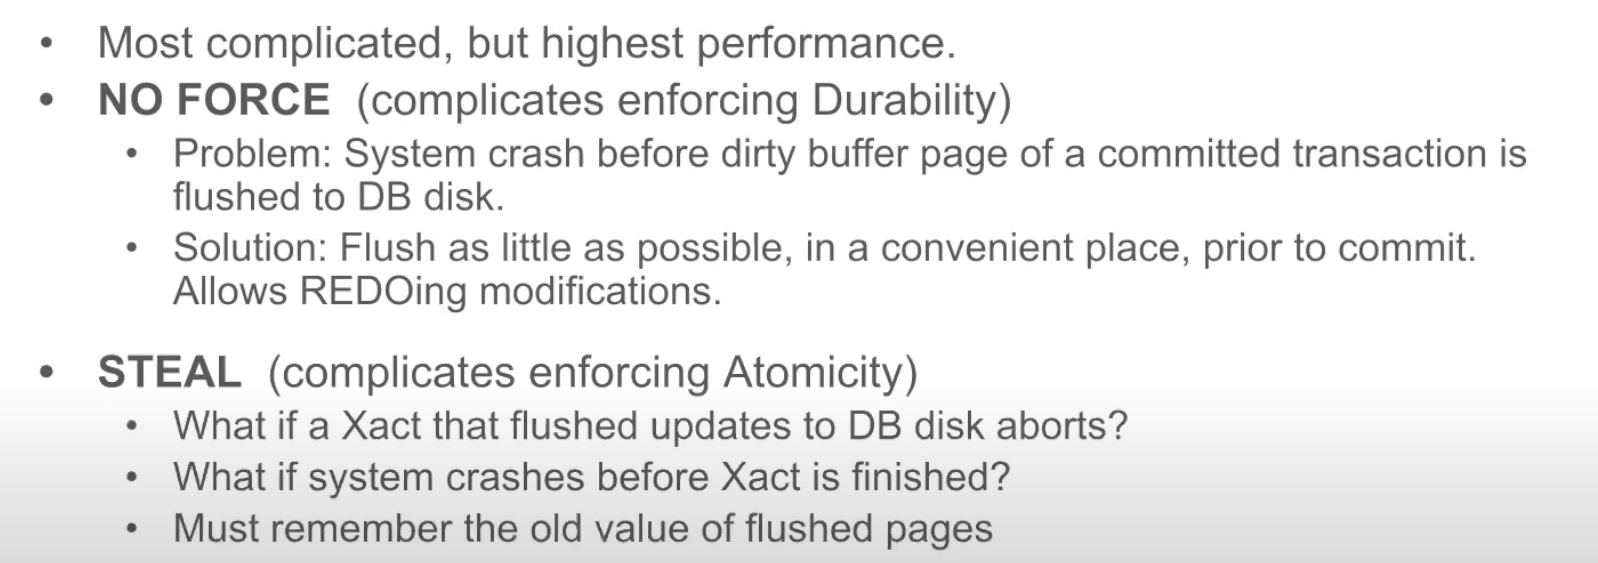 • Most complicated, but highest performance.
• NO FORCE (complicates enforcing Durability)
• Problem: System crash before dirty buffer page of a committed transaction is
flushed to DB disk.
• Solution: Flush as little as possible, in a convenient place, prior to commit.
Allows REDOing modifications.
• STEAL (complicates enforcing Atomicity)
• What if a Xact that flushed updates to DB disk aborts?
• What if system crashes before Xact is finished?
• Must remember the old value of flushed pages